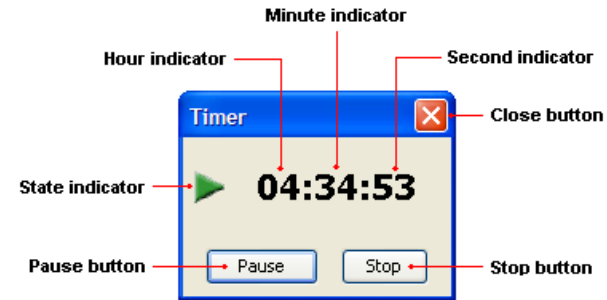 Minute indicator
Hour indicator
Second indicator
Timer
Close button
State indicator
04:34:53
Pause button
Pause
Stop
Stop button